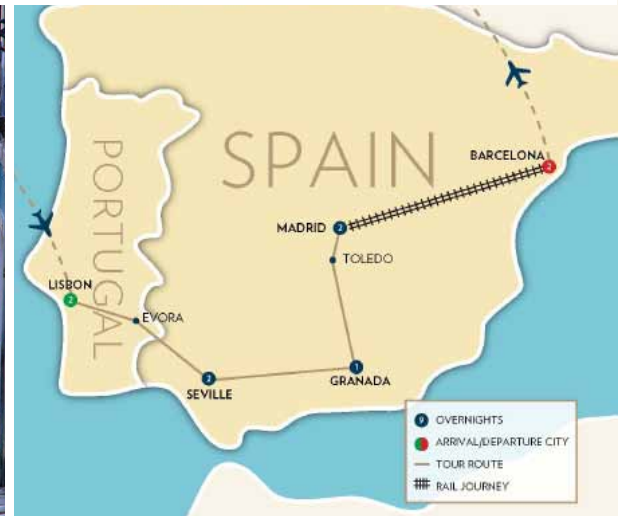 SPAIN
PORTUGAL
BARCELONA
2
MADRID
2
TOLEDO
LISBON
2
EVORA
2
SEVILLE
1
GRANADA
9 OVERNIGHTS
ARRIVAL/DEPARTURE CITY
TOUR ROUTE
RAIL JOURNEY